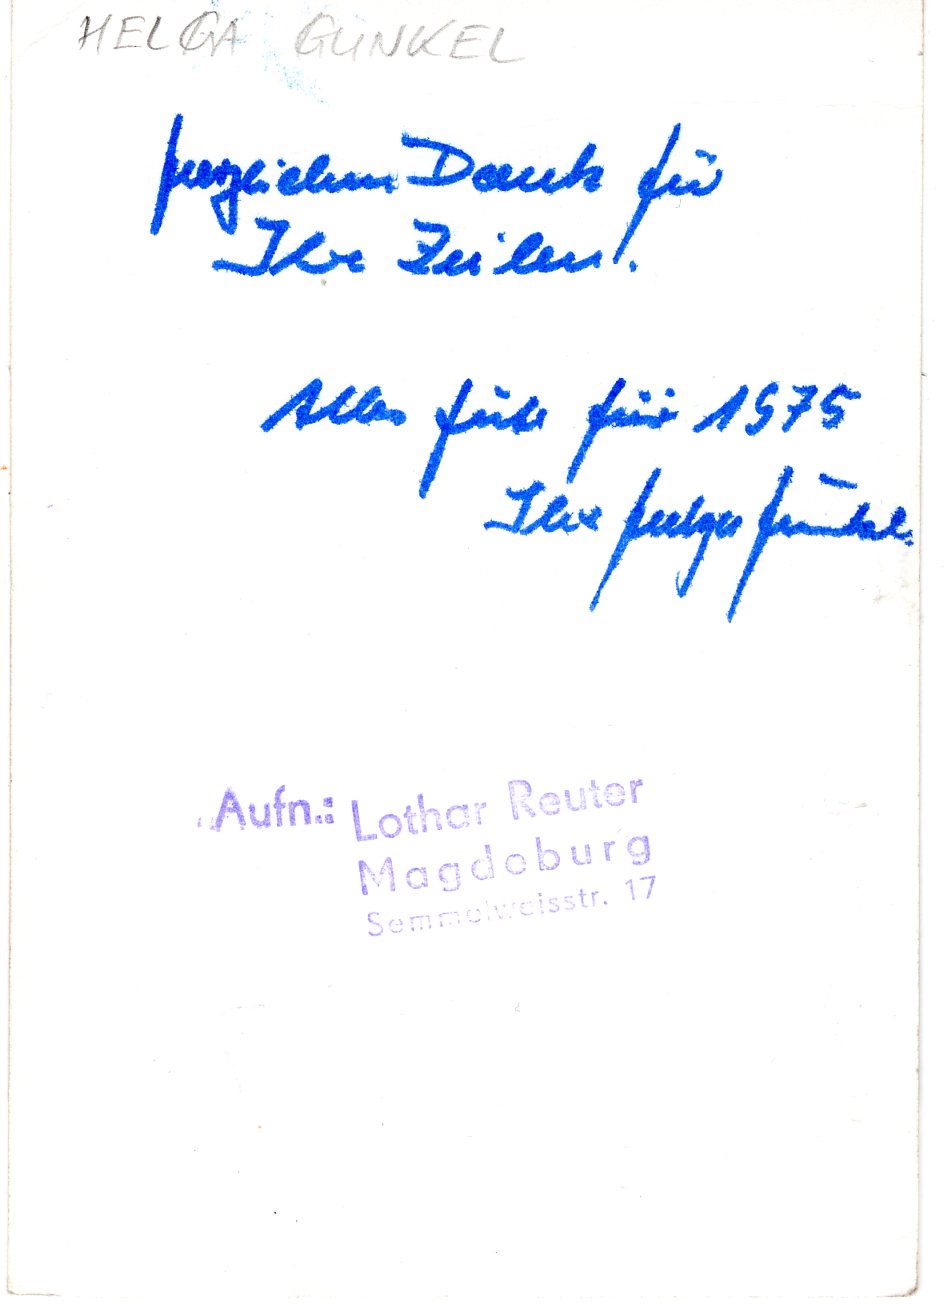 HELGA GUNKEL
Herzlichen Dank für
Ihre Zeilen.
Alles Gute für 1975
Ihre Helga Gunkel.
Aufn.: Lothar Reuter
Magdeburg
Semmelweisstr. 17